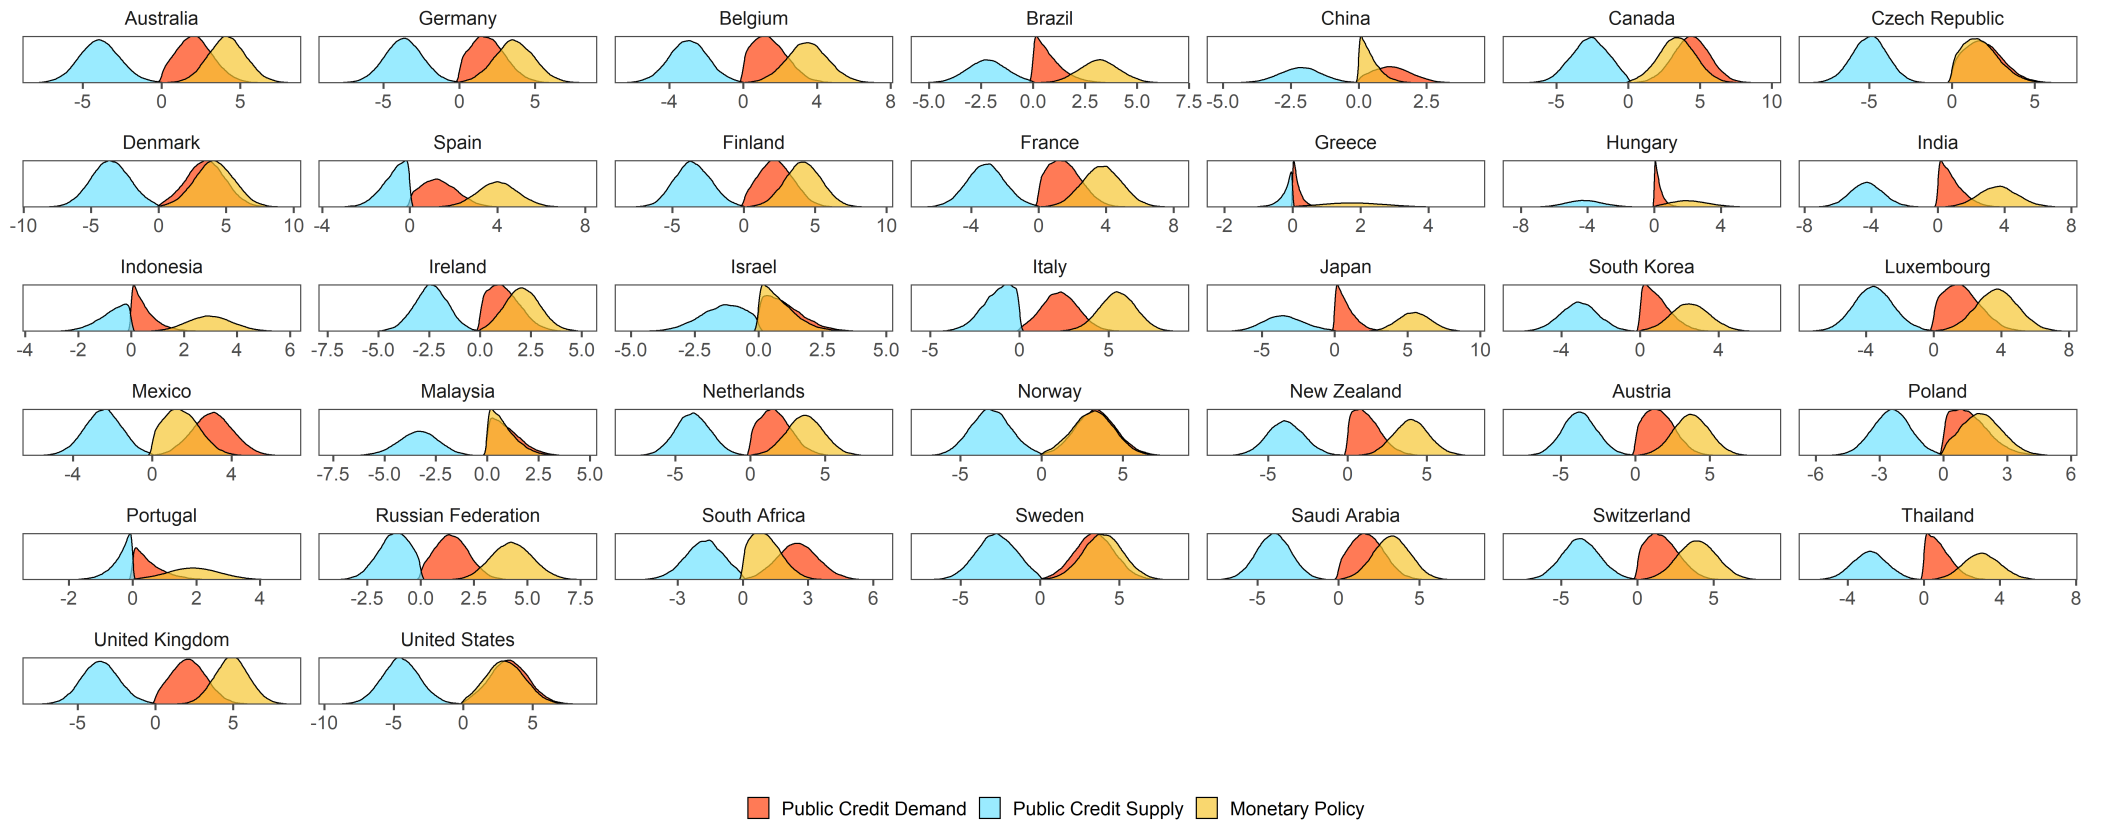 Australia Germany Belgium Brazil China Canada Czech Republic
-5 0 5 -5 0 5 -4 0 4 8 -5.0 -2.5 0.0 2.5 5.0 7.5 -5.0 -2.5 0.0 2.5 -5 0 5 10 -5 0 5
Denmark Spain Finland France Greece Hungary India
-10 -5 0 5 10 -4 0 4 8 -5 0 5 10 -4 0 4 8 -2 0 2 4 -8 -4 0 4 -8 -4 0 4 8
Indonesia Ireland Israel Italy Japan South Korea Luxembourg
-4 -2 0 2 4 6 -7.5 -5.0 -2.5 0.0 2.5 5.0 -5.0 -2.5 0.0 2.5 5.0 -5 0 5 -5 0 5 10 -4 0 4 -4 0 4 8
Mexico Malaysia Netherlands Norway New Zealand Austria Poland
-4 0 4 -7.5 -5.0 -2.5 0.0 2.5 5.0 -5 0 5 -5 0 5 -5 0 5 -5 0 5 -6 -3 0 3 6
Portugal Russian Federation South Africa Sweden Saudi Arabia Switzerland Thailand
-2 0 2 4 -2.5 0.0 2.5 5.0 7.5 -3 0 3 6 -5 0 5 -5 0 5 -5 0 5 -4 0 4 8
United Kingdom United States
-5 0 5 -10 -5 0 5
Public Credit Demand Public Credit Supply Monetary Policy